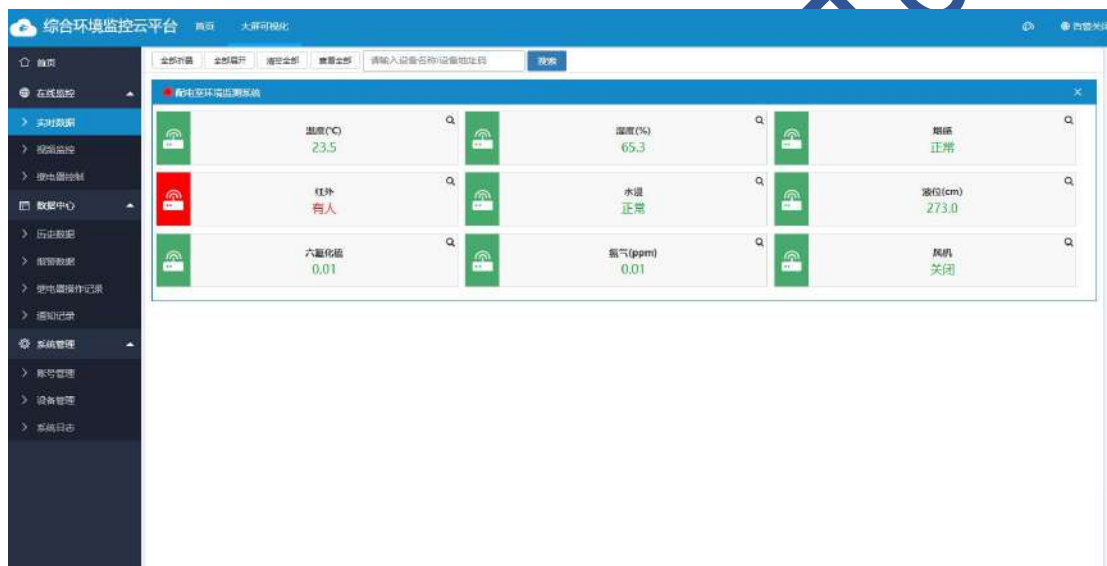 综合环境监控云平台 首页 大屏可视化
首页
在线监控
实时数据
视频监控
继电器控制
数据中心
历史数据
报警数据
继电器操作记录
通知记录
系统管理
账号管理
设备管理
系统日志
全部折叠 全部展开 清空全部 查看全部 请输入设备名称/设备地址码 搜索
配电室环境监测系统
温度(℃)
23.5
湿度(%)
65.3
烟感
正常
红外
有人
水浸
正常
液位(cm)
273.0
六氟化硫
0.01
氢气(ppm)
0.01
风机
关闭